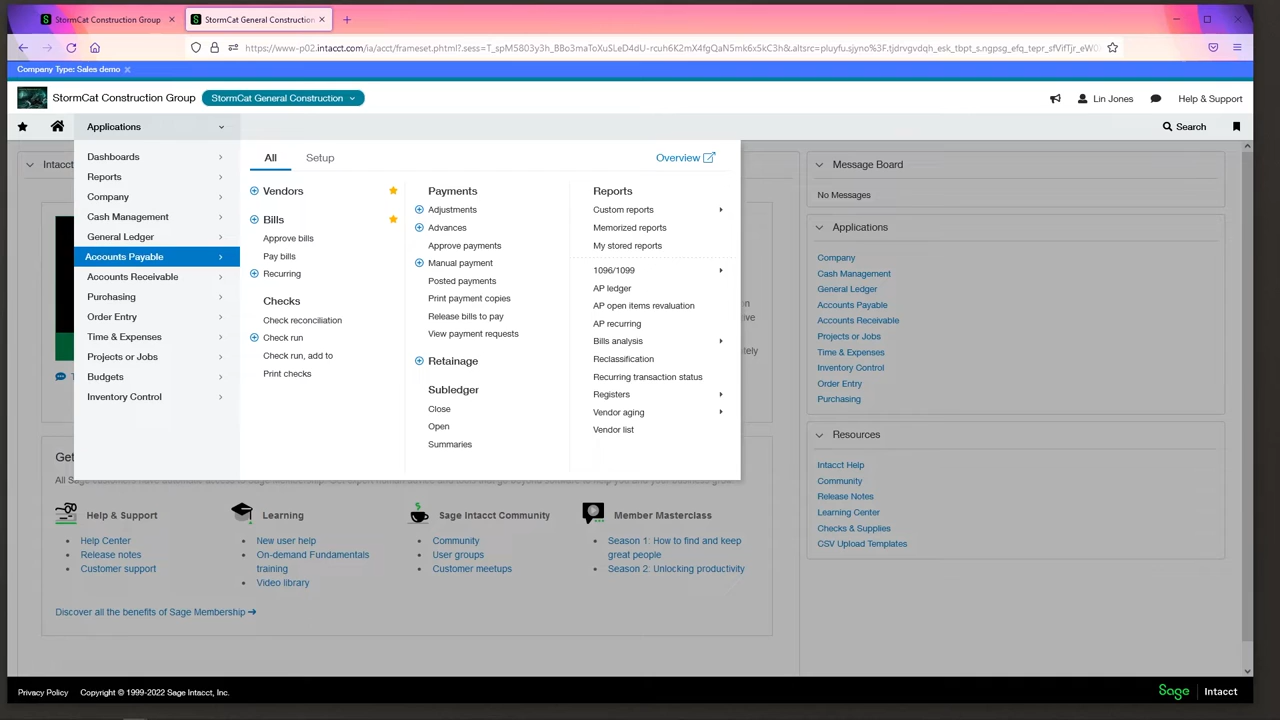 StormCat Construction Group
StormCat General Construction
Company Type: Sales demo
StormCat Construction Group
StormCat General Construction
Lin Jones
Help & Support
Applications
Search
Dashboards
Reports
Company
Cash Management
General Ledger
Accounts Payable
Accounts Receivable
Purchasing
Order Entry
Time & Expenses
Projects or Jobs
Budgets
Inventory Control
All
Setup
Overview
Vendors
Bills
Approve bills
Pay bills
Recurring
Checks
Check reconciliation
Check run
Check run, add to
Print checks
Payments
Adjustments
Advances
Approve payments
Manual payment
Posted payments
Print payment copies
Release bills to pay
View payment requests
Retainage
Subledger
Close
Open
Summaries
Reports
Custom reports
Memorized reports
My stored reports
1096/1099
AP ledger
AP open items revaluation
AP recurring
Bills analysis
Reclassification
Recurring transaction status
Registers
Vendor aging
Vendor list
Intacct
Get
Help & Support
Help Center
Release notes
Customer support
Learning
New user help
On-demand Fundamentals
training
Video library
Sage Intacct Community
Community
User groups
Customer meetups
Member Masterclass
Season 1: How to find and keep
great people
Season 2: Unlocking productivity
Discover all the benefits of Sage Membership
Message Board
No Messages
Applications
Company
Cash Management
General Ledger
Accounts Payable
Accounts Receivable
Projects or Jobs
Time & Expenses
Inventory Control
Order Entry
Purchasing
Resources
Intacct Help
Community
Release Notes
Learning Center
Checks & Supplies
CSV Upload Templates
Privacy Policy
Copyright © 1999-2022 Sage Intacct, Inc.
Sage Intacct